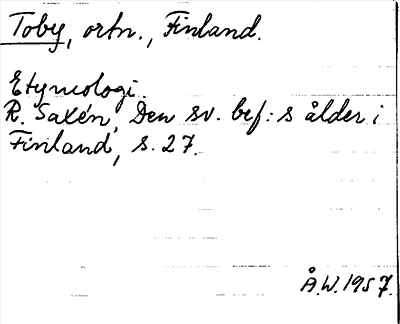 Toby, ortn., Finland.
Etymologi.
R. Saxén, Den sv. bef:s ålder i
Finland, s. 27.
Å.W. 1957.